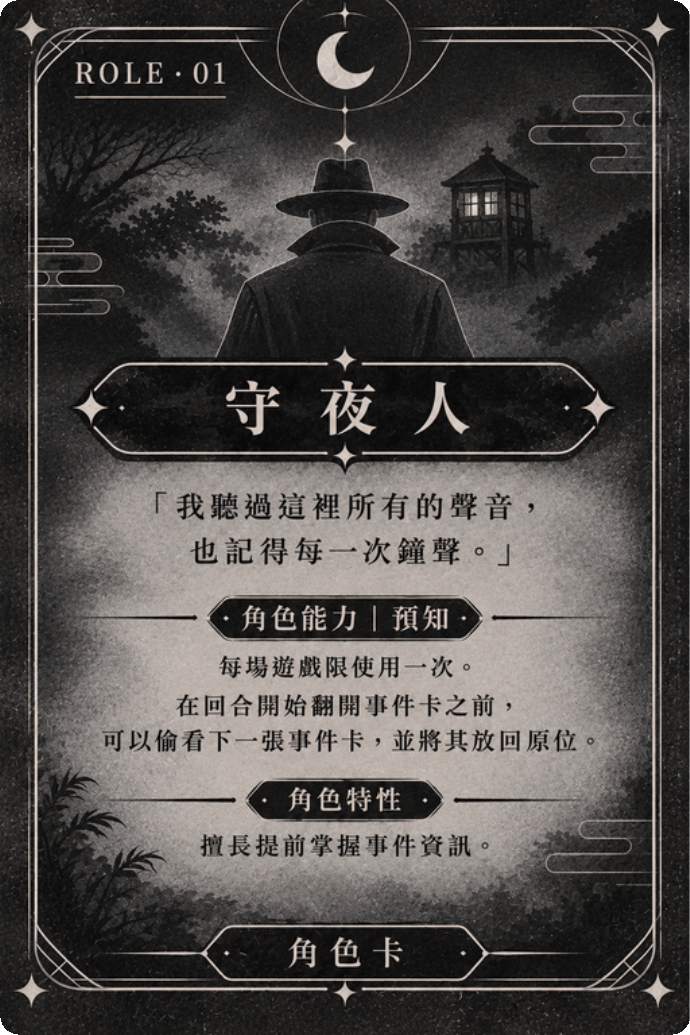 ROLE · 01
守夜人
「我聽過這裡所有的聲音，
也記得每一次鐘聲。」
· 角色能力｜預知 ·
每場遊戲限使用一次。
在回合開始翻開事件卡之前，
可以偷看下一張事件卡，並將其放回原位。
· 角色特性 ·
擅長提前掌握事件資訊。
· 角色卡 ·